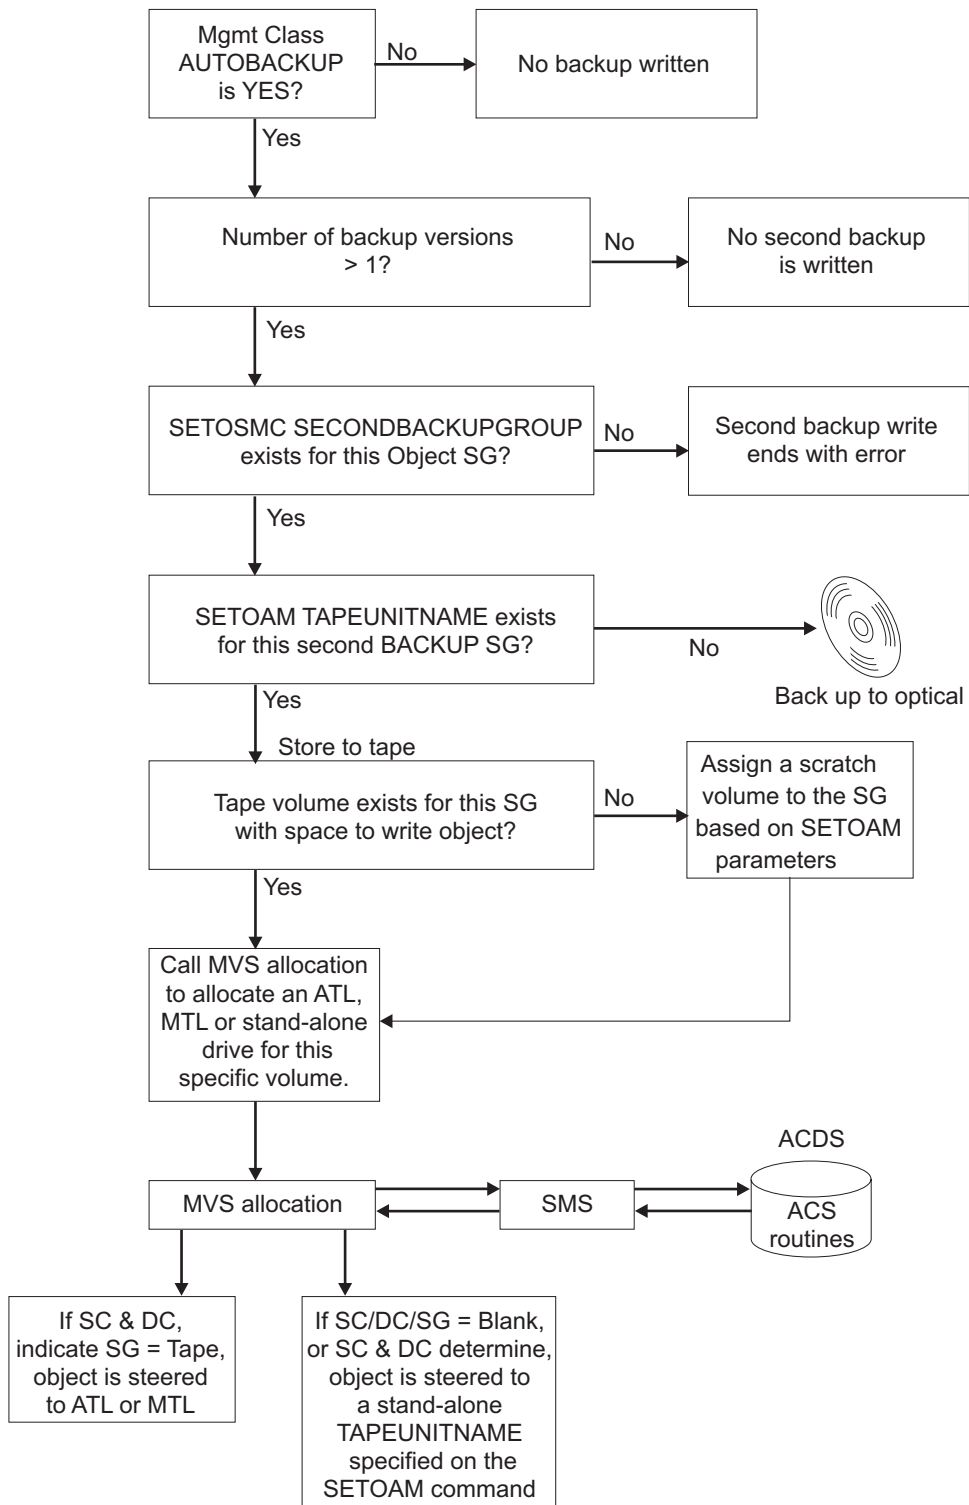 Mgmt Class
AUTOBACKUP
is YES?
No
No backup written
Yes
Number of backup versions
> 1?
No
No second backup
is written
Yes
SETOSMC SECONDBACKUPGROUP
exists for this Object SG?
No
Second backup write
ends with error
Yes
SETOAM TAPEUNITNAME exists
for this second BACKUP SG?
No
Back up to optical
Yes
Store to tape
Tape volume exists for this SG
with space to write object?
No
Assign a scratch
volume to the SG
based on SETOAM
parameters
Yes
Call MVS allocation
to allocate an ATL,
MTL or stand-alone
drive for this
specific volume.
MVS allocation
SMS
ACDS
ACS
routines
If SC & DC,
indicate SG = Tape,
object is steered
to ATL or MTL
If SC/DC/SG = Blank,
or SC & DC determine,
object is steered to
a stand-alone
TAPEUNITNAME
specified on the
SETOAM command